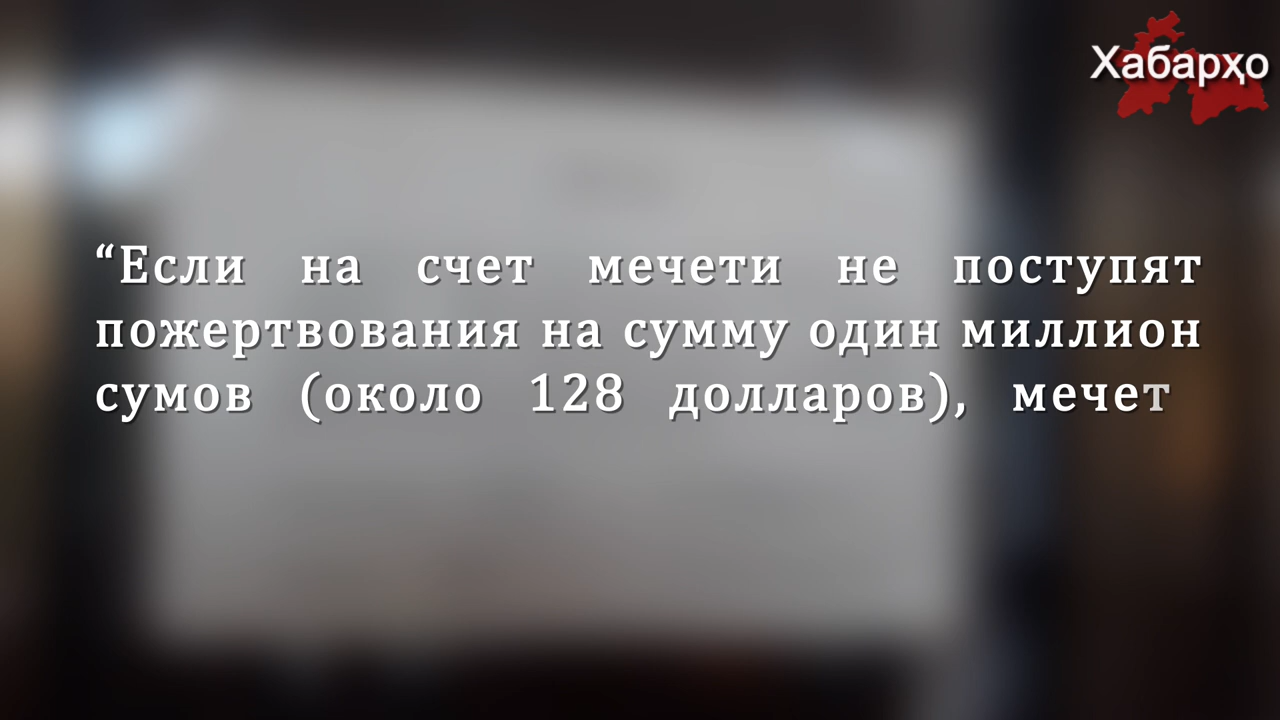 Хабарҳо
“Если на счет мечети не поступят
пожертвования на сумму один миллион
сумов (около 128 долларов), мечет